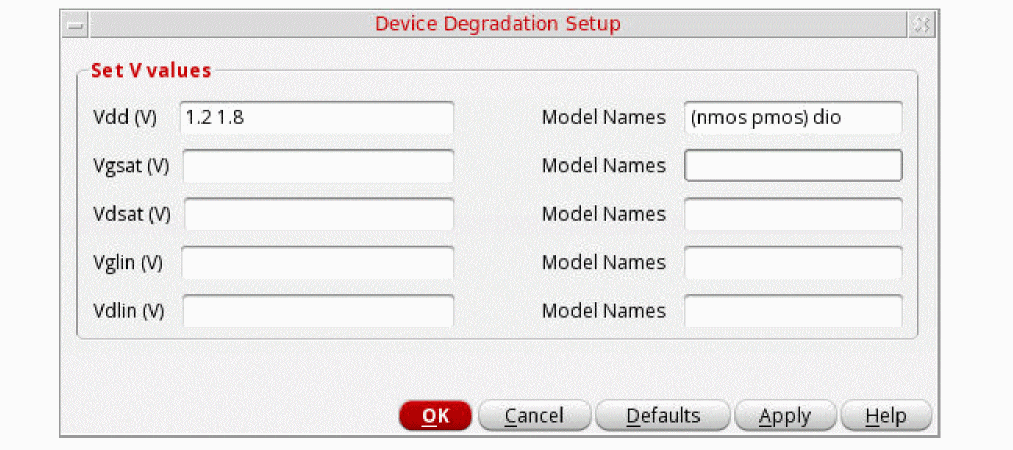 Device Degradation Setup
Set V values
Vdd (V) 1.2 1.8 Model Names (nmos pmos) dio
Vgsat (V) Model Names
Vdsat (V) Model Names
Vglin (V) Model Names
Vdlin (V) Model Names
OK Cancel Defaults Apply Help